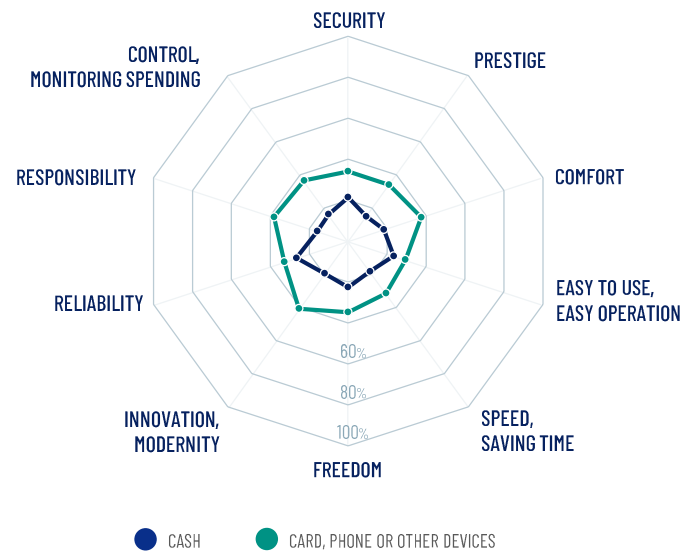 SECURITY
CONTROL,
MONITORING SPENDING
PRESTIGE
RESPONSIBILITY
COMFORT
RELIABILITY
EASY TO USE,
EASY OPERATION
60%
80%
100%
INNOVATION,
MODERNITY
SPEED,
SAVING TIME
FREEDOM
CASH
CARD, PHONE OR OTHER DEVICES